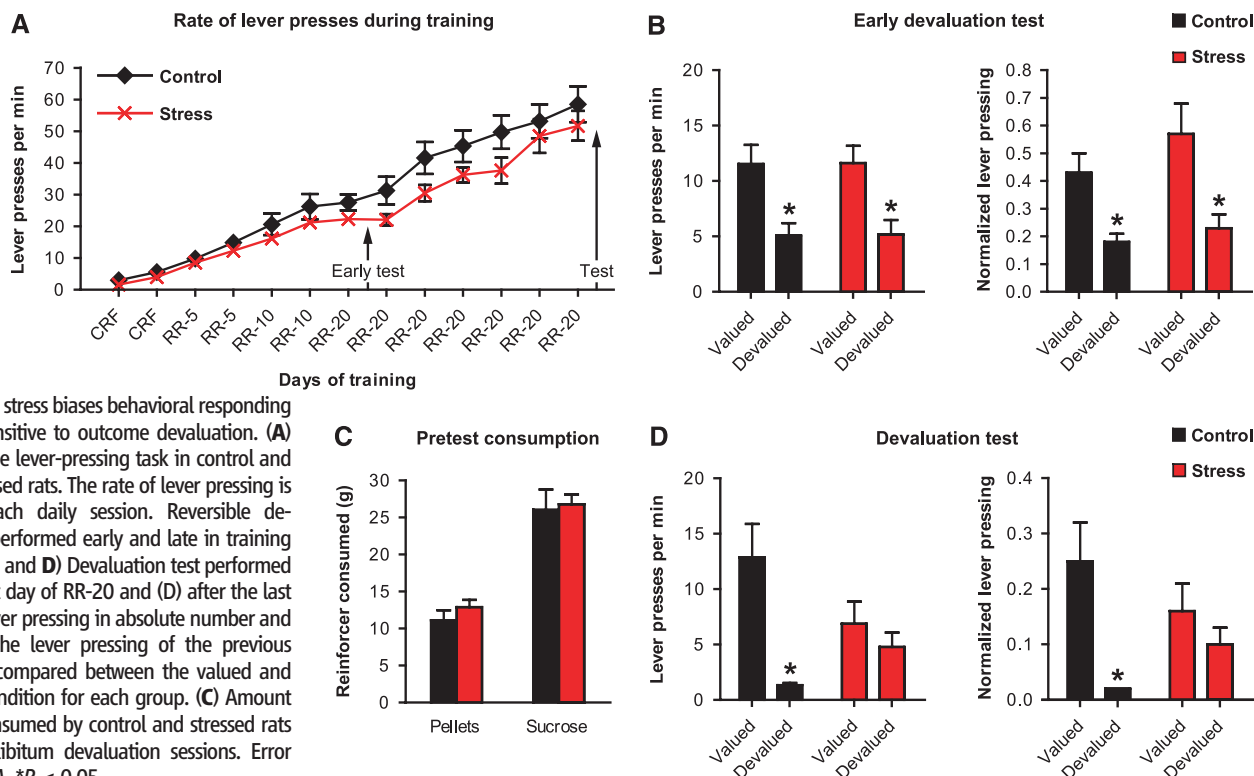 A
Rate of lever presses during training
Lever presses per min
70
60
50
40
30
20
10
0
Control
Stress
Early test
Test
CRF
CRF
RR-5
RR-5
RR-10
RR-10
RR-20
RR-20
RR-20
RR-20
RR-20
RR-20
RR-20
Days of training
B
Early devaluation test
Control
Stress
Lever presses per min
20
15
10
5
0
*
*
Valued
Devalued
Valued
Devalued
Normalized lever pressing
0.8
0.7
0.6
0.5
0.4
0.3
0.2
0.1
0.0
*
*
Valued
Devalued
Valued
Devalued
stress biases behavioral responding
nsitive to outcome devaluation. (A)
e lever-pressing task in control and
sed rats. The rate of lever pressing is
ach daily session. Reversible de-
erformed early and late in training
and D) Devaluation test performed
t day of RR-20 and (D) after the last
ver pressing in absolute number and
he lever pressing of the previous
compared between the valued and
ndition for each group. (C) Amount
nsumed by control and stressed rats
libitum devaluation sessions. Error
*P < 0.05
C
Pretest consumption
Reinforcer consumed (g)
30
25
20
15
10
5
0
Pellets
Sucrose
D
Devaluation test
Control
Stress
Lever presses per min
20
15
10
5
0
*
Valued
Devalued
Valued
Devalued
Normalized lever pressing
0.4
0.3
0.2
0.1
0.0
*
Valued
Devalued
Valued
Devalued